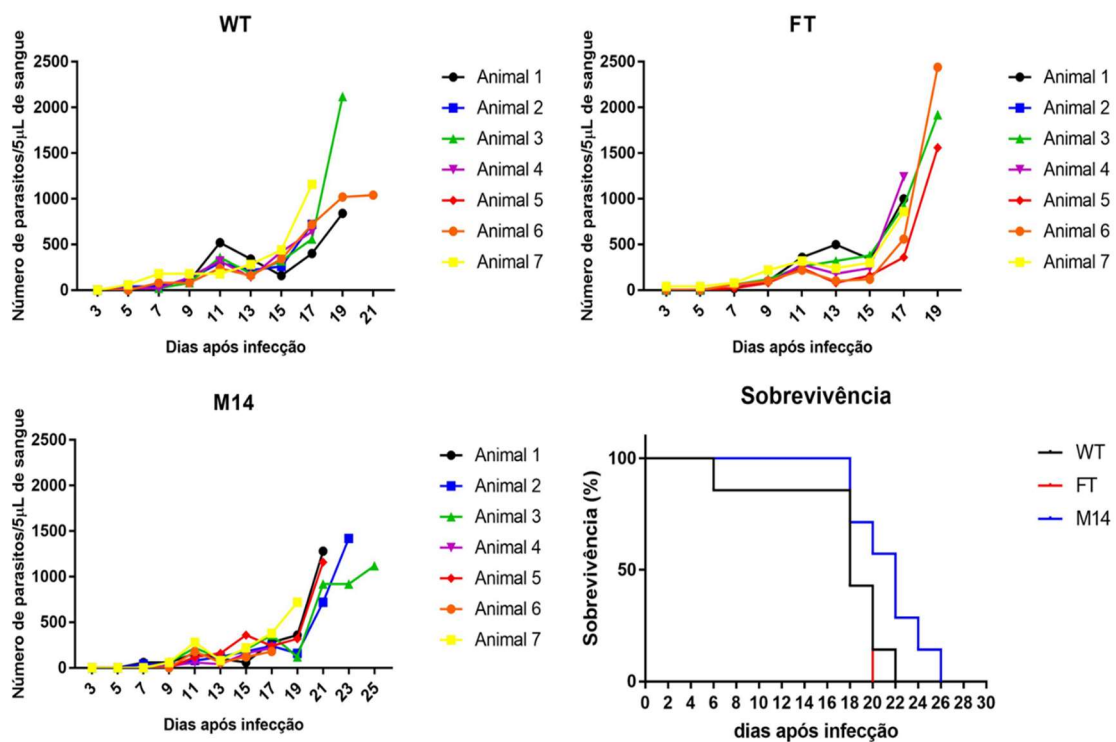 WT
Número de parasitos/5µL de sangue
2500
2000
1500
1000
500
0
3 5 7 9 11 13 15 17 19 21
Dias após infecção
Animal 1
Animal 2
Animal 3
Animal 4
Animal 5
Animal 6
Animal 7
FT
Número de parasitos/5µL de sangue
2500
2000
1500
1000
500
0
3 5 7 9 11 13 15 17 19
Dias após infecção
Animal 1
Animal 2
Animal 3
Animal 4
Animal 5
Animal 6
Animal 7
M14
Número de parasitos/5µL de sangue
2500
2000
1500
1000
500
0
3 5 7 9 11 13 15 17 19 21 23 25
Dias após infecção
Animal 1
Animal 2
Animal 3
Animal 4
Animal 5
Animal 6
Animal 7
Sobrevivência
Sobrevivência (%)
100
50
0
0 2 4 6 8 10 12 14 16 18 20 22 24 26 28 30
dias após infecção
WT
FT
M14